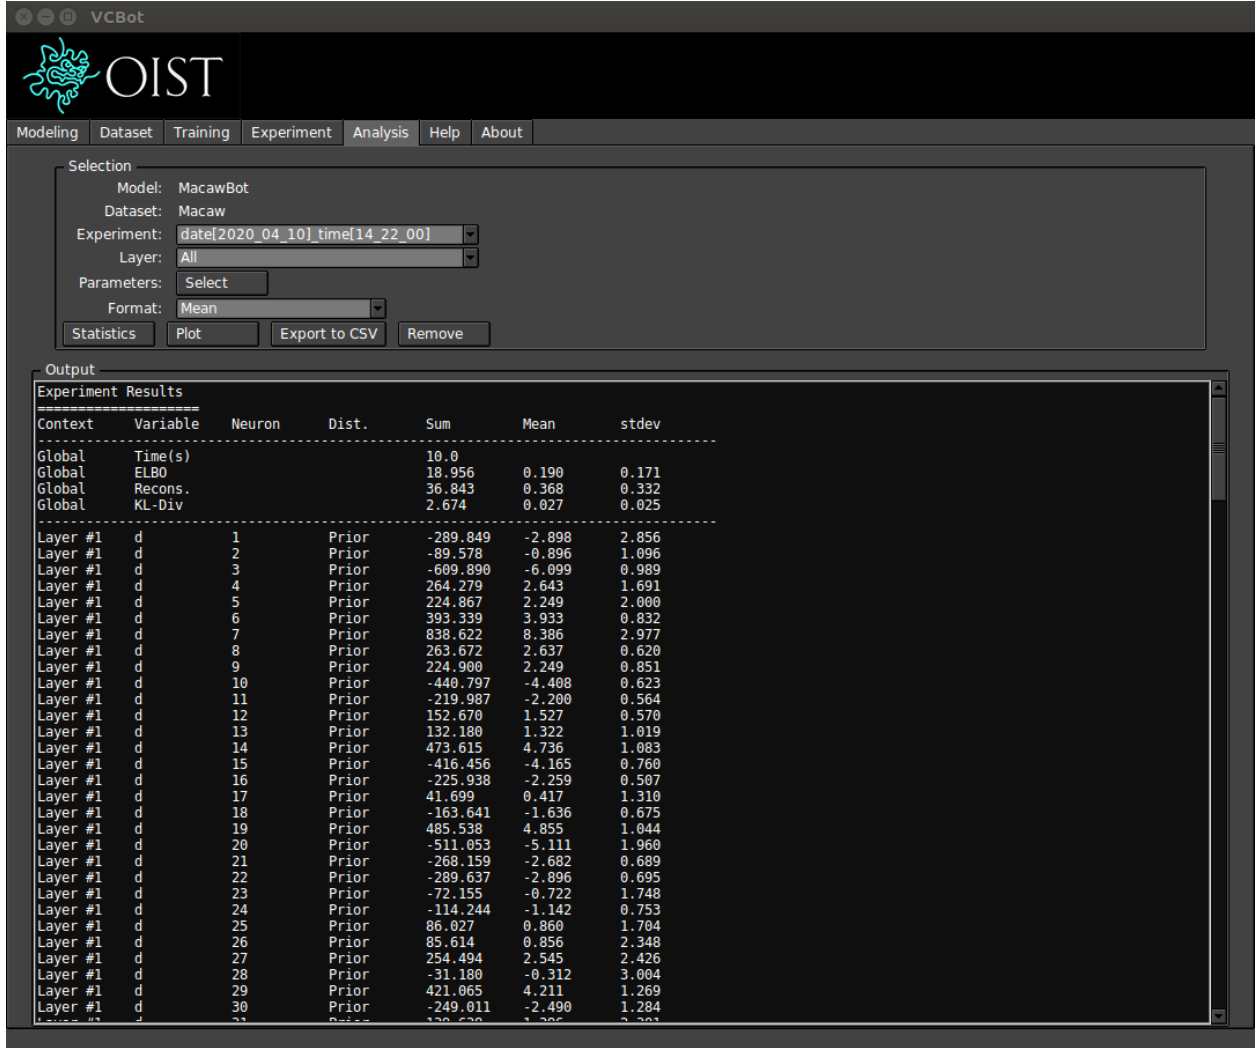 VCBot
OIST
Modeling Dataset Training Experiment Analysis Help About
Selection
Model: MacawBot
Dataset: Macaw
Experiment: date[2020_04_10]_time[14_22_00]
Layer: All
Parameters: Select
Format: Mean
Statistics Plot Export to CSV Remove
Output
Experiment Results
====================
Context Variable Neuron Dist. Sum Mean stdev
------------------------------------------------------------------------------------
Global Time(s) 10.0
Global ELBO 18.956 0.190 0.171
Global Recons. 36.843 0.368 0.332
Global KL-Div 2.674 0.027 0.025
------------------------------------------------------------------------------------
Layer #1 d 1 Prior -289.849 -2.898 2.856
Layer #1 d 2 Prior -89.578 -0.896 1.096
Layer #1 d 3 Prior -609.890 -6.099 0.989
Layer #1 d 4 Prior 264.279 2.643 1.691
Layer #1 d 5 Prior 224.867 2.249 2.000
Layer #1 d 6 Prior 393.339 3.933 0.832
Layer #1 d 7 Prior 838.622 8.386 2.977
Layer #1 d 8 Prior 263.672 2.637 0.620
Layer #1 d 9 Prior 224.900 2.249 0.851
Layer #1 d 10 Prior -440.797 -4.408 0.623
Layer #1 d 11 Prior -219.987 -2.200 0.564
Layer #1 d 12 Prior 152.670 1.527 0.570
Layer #1 d 13 Prior 132.180 1.322 1.019
Layer #1 d 14 Prior 473.615 4.736 1.083
Layer #1 d 15 Prior -416.456 -4.165 0.760
Layer #1 d 16 Prior -225.938 -2.259 0.507
Layer #1 d 17 Prior 41.699 0.417 1.310
Layer #1 d 18 Prior -163.641 -1.636 0.675
Layer #1 d 19 Prior 485.538 4.855 1.044
Layer #1 d 20 Prior -511.053 -5.111 1.960
Layer #1 d 21 Prior -268.159 -2.682 0.689
Layer #1 d 22 Prior -289.637 -2.896 0.695
Layer #1 d 23 Prior -72.155 -0.722 1.748
Layer #1 d 24 Prior -114.244 -1.142 0.753
Layer #1 d 25 Prior 86.027 0.860 1.704
Layer #1 d 26 Prior 85.614 0.856 2.348
Layer #1 d 27 Prior 254.494 2.545 2.426
Layer #1 d 28 Prior -31.180 -0.312 3.004
Layer #1 d 29 Prior 421.065 4.211 1.269
Layer #1 d 30 Prior -249.011 -2.490 1.284